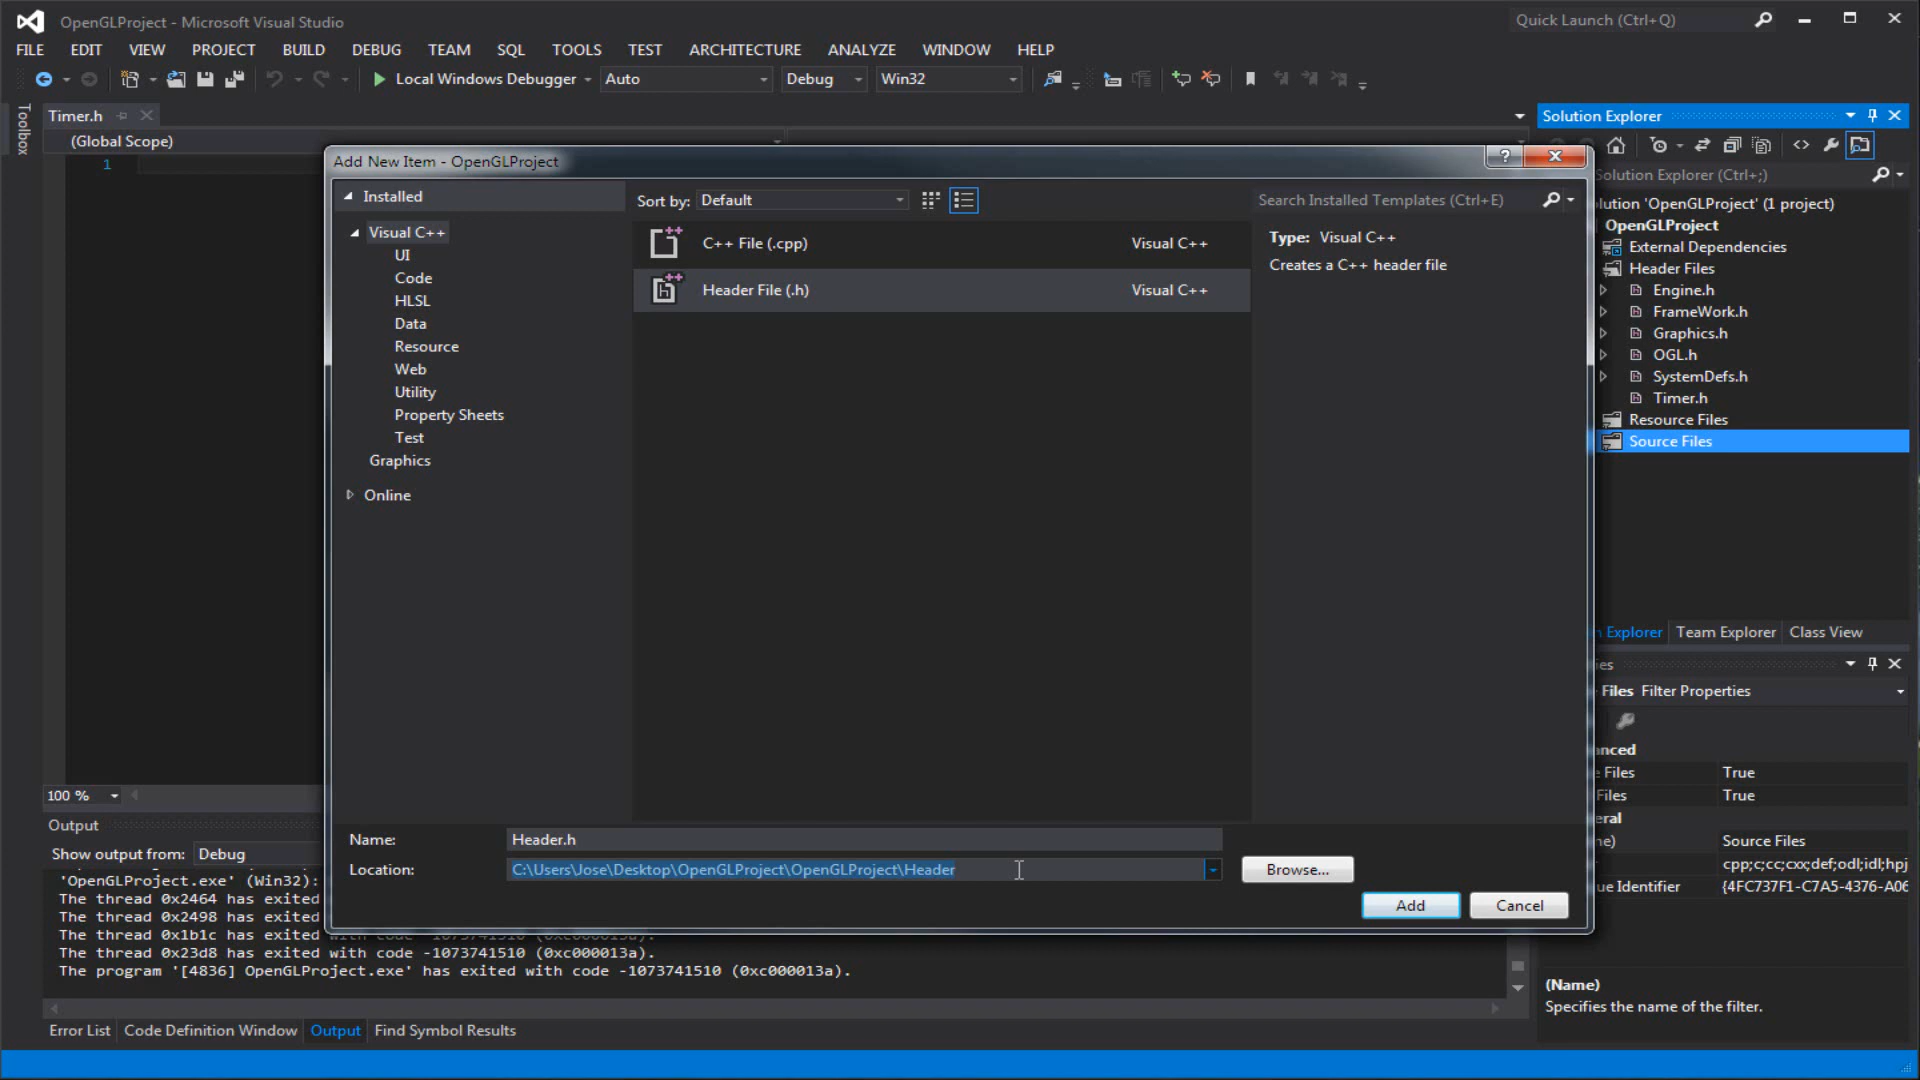 OpenGLProject - Microsoft Visual Studio
Quick Launch (Ctrl+Q)
FILE EDIT VIEW PROJECT BUILD DEBUG TEAM SQL TOOLS TEST ARCHITECTURE ANALYZE WINDOW HELP
Local Windows Debugger Auto Debug Win32
Toolbox
Timer.h
(Global Scope)
1
Add New Item - OpenGLProject
Installed
Visual C++
UI
Code
HLSL
Data
Resource
Web
Utility
Property Sheets
Test
Graphics
Online
Sort by: Default
C++ File (.cpp) Visual C++
Header File (.h) Visual C++
Search Installed Templates (Ctrl+E)
Type: Visual C++
Creates a C++ header file
Name: Header.h
Location: C:\Users\Jose\Desktop\OpenGLProject\OpenGLProject\Header
Browse...
Add Cancel
Solution Explorer
Solution Explorer (Ctrl+;)
olution 'OpenGLProject' (1 project)
OpenGLProject
External Dependencies
Header Files
Engine.h
FrameWork.h
Graphics.h
OGL.h
SystemDefs.h
Timer.h
Resource Files
Source Files
n Explorer Team Explorer Class View
ies
Files Filter Properties
nced
e Files True
Files True
eral
e) Source Files
cpp;c;cc;cxx;def;odl;idl;hpj
ue Identifier {4FC737F1-C7A5-4376-A06
(Name)
Specifies the name of the filter.
100 %
Output
Show output from: Debug
'OpenGLProject.exe' (Win32):
The thread 0x2464 has exited
The thread 0x2498 has exited
The thread 0x1b1c has exited with code -1073741510 (0xc000013a).
The thread 0x23d8 has exited with code -1073741510 (0xc000013a).
The program '[4836] OpenGLProject.exe' has exited with code -1073741510 (0xc000013a).
Error List Code Definition Window Output Find Symbol Results